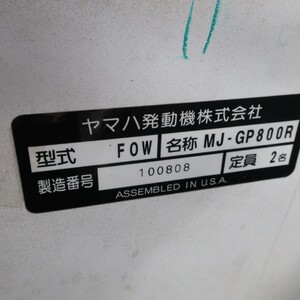 ヤマハ発動機株式会社
型式 F0W 名称 MJ-GP800R
製造番号 100808 定員 2名
ASSEMBLED IN U.S.A.